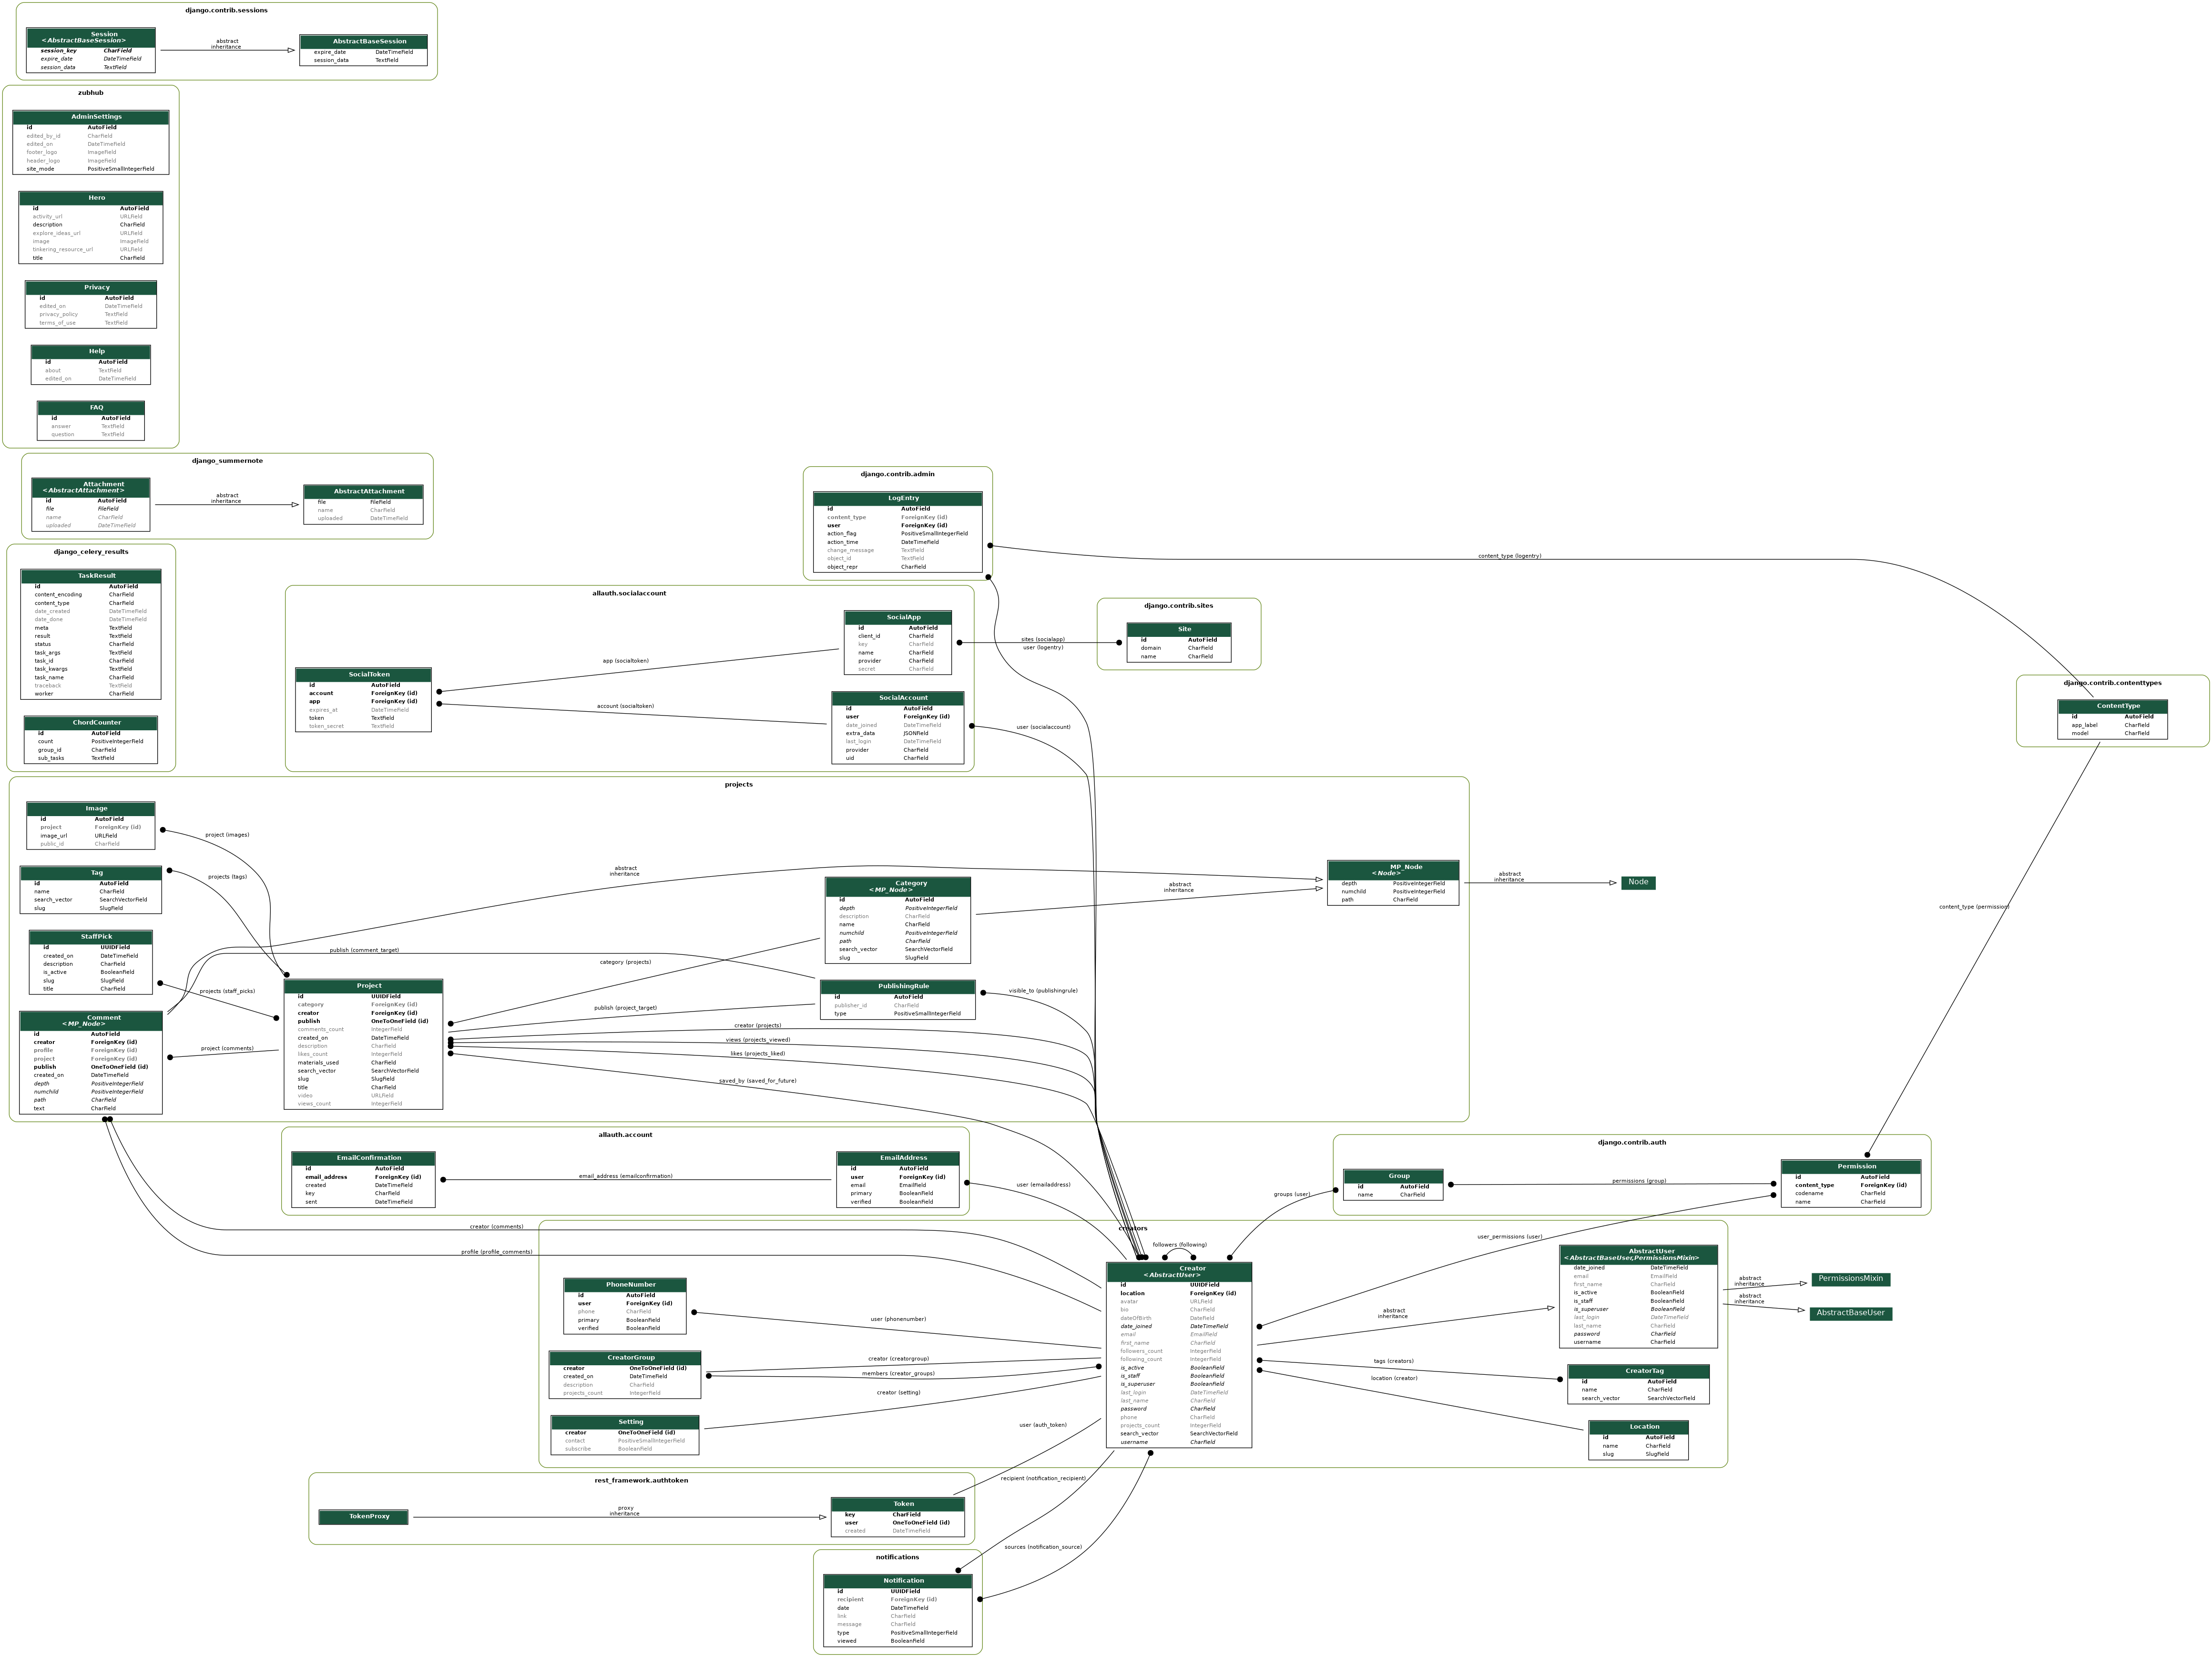 django.contrib.sessions
Session
<AbstractBaseSession>
session_key CharField
expire_date DateTimeField
session_data TextField
abstract
inheritance
AbstractBaseSession
expire_date DateTimeField
session_data TextField
zubhub
AdminSettings
id AutoField
edited_by_id CharField
edited_on DateTimeField
footer_logo ImageField
header_logo ImageField
site_mode PositiveSmallIntegerField
Hero
id AutoField
activity_url URLField
description CharField
explore_ideas_url URLField
image ImageField
tinkering_resource_url URLField
title CharField
Privacy
id AutoField
edited_on DateTimeField
privacy_policy TextField
terms_of_use TextField
Help
id AutoField
about TextField
edited_on DateTimeField
FAQ
id AutoField
answer TextField
question TextField
django_summernote
Attachment
<AbstractAttachment>
id AutoField
file FileField
name CharField
uploaded DateTimeField
abstract
inheritance
AbstractAttachment
file FileField
name CharField
uploaded DateTimeField
django.contrib.admin
LogEntry
id AutoField
content_type ForeignKey (id)
user ForeignKey (id)
action_flag PositiveSmallIntegerField
action_time DateTimeField
change_message TextField
object_id TextField
object_repr CharField
content_type (logentry)
django_celery_results
TaskResult
id AutoField
content_encoding CharField
content_type CharField
date_created DateTimeField
date_done DateTimeField
meta TextField
result TextField
status CharField
task_args TextField
task_id CharField
task_kwargs TextField
task_name CharField
traceback TextField
worker CharField
ChordCounter
id AutoField
count PositiveIntegerField
group_id CharField
sub_tasks TextField
allauth.socialaccount
SocialApp
id AutoField
client_id CharField
key CharField
name CharField
provider CharField
secret CharField
app (socialtoken)
SocialToken
id AutoField
account ForeignKey (id)
app ForeignKey (id)
expires_at DateTimeField
token TextField
token_secret TextField
account (socialtoken)
SocialAccount
id AutoField
user ForeignKey (id)
date_joined DateTimeField
extra_data JSONField
last_login DateTimeField
provider CharField
uid CharField
sites (socialapp)
user (logentry)
user (socialaccount)
django.contrib.sites
Site
id AutoField
domain CharField
name CharField
django.contrib.contenttypes
ContentType
id AutoField
app_label CharField
model CharField
content_type (permission)
projects
Image
id AutoField
project ForeignKey (id)
image_url URLField
public_id CharField
project (images)
Tag
id AutoField
name CharField
search_vector SearchVectorField
slug SlugField
projects (tags)
StaffPick
id UUIDField
created_on DateTimeField
description CharField
is_active BooleanField
slug SlugField
title CharField
projects (staff_picks)
Comment
<MP_Node>
id AutoField
creator ForeignKey (id)
profile ForeignKey (id)
project ForeignKey (id)
publish OneToOneField (id)
created_on DateTimeField
depth PositiveIntegerField
numchild PositiveIntegerField
path CharField
text CharField
project (comments)
Project
id UUIDField
category ForeignKey (id)
creator ForeignKey (id)
publish OneToOneField (id)
comments_count IntegerField
created_on DateTimeField
description CharField
likes_count IntegerField
materials_used CharField
search_vector SearchVectorField
slug SlugField
title CharField
video URLField
views_count IntegerField
abstract
inheritance
publish (comment_target)
category (projects)
publish (project_target)
creator (projects)
views (projects_viewed)
likes (projects_liked)
saved_by (saved_for_future)
Category
<MP_Node>
id AutoField
depth PositiveIntegerField
description CharField
name CharField
numchild PositiveIntegerField
path CharField
search_vector SearchVectorField
slug SlugField
PublishingRule
id AutoField
publisher_id CharField
type PositiveSmallIntegerField
visible_to (publishingrule)
abstract
inheritance
MP_Node
<Node>
depth PositiveIntegerField
numchild PositiveIntegerField
path CharField
abstract
inheritance
Node
allauth.account
EmailConfirmation
id AutoField
email_address ForeignKey (id)
created DateTimeField
key CharField
sent DateTimeField
email_address (emailconfirmation)
EmailAddress
id AutoField
user ForeignKey (id)
email EmailField
primary BooleanField
verified BooleanField
user (emailaddress)
django.contrib.auth
Group
id AutoField
name CharField
permissions (group)
Permission
id AutoField
content_type ForeignKey (id)
codename CharField
name CharField
groups (user)
user_permissions (user)
creator (comments)
profile (profile_comments)
creators
followers (following)
PhoneNumber
id AutoField
user ForeignKey (id)
phone CharField
primary BooleanField
verified BooleanField
user (phonenumber)
CreatorGroup
creator OneToOneField (id)
created_on DateTimeField
description CharField
projects_count IntegerField
creator (creatorgroup)
members (creator_groups)
Setting
creator OneToOneField (id)
contact PositiveSmallIntegerField
subscribe BooleanField
creator (setting)
Creator
<AbstractUser>
id UUIDField
location ForeignKey (id)
avatar URLField
bio CharField
dateOfBirth DateField
date_joined DateTimeField
email EmailField
first_name CharField
followers_count IntegerField
following_count IntegerField
is_active BooleanField
is_staff BooleanField
is_superuser BooleanField
last_login DateTimeField
last_name CharField
password CharField
phone CharField
projects_count IntegerField
search_vector SearchVectorField
username CharField
abstract
inheritance
tags (creators)
location (creator)
AbstractUser
<AbstractBaseUser,PermissionsMixin>
date_joined DateTimeField
email EmailField
first_name CharField
is_active BooleanField
is_staff BooleanField
is_superuser BooleanField
last_login DateTimeField
last_name CharField
password CharField
username CharField
abstract
inheritance
PermissionsMixin
abstract
inheritance
AbstractBaseUser
CreatorTag
id AutoField
name CharField
search_vector SearchVectorField
Location
id AutoField
name CharField
slug SlugField
rest_framework.authtoken
TokenProxy
proxy
inheritance
Token
key CharField
user OneToOneField (id)
created DateTimeField
user (auth_token)
recipient (notification_recipient)
sources (notification_source)
notifications
Notification
id UUIDField
recipient ForeignKey (id)
date DateTimeField
link CharField
message CharField
type PositiveSmallIntegerField
viewed BooleanField